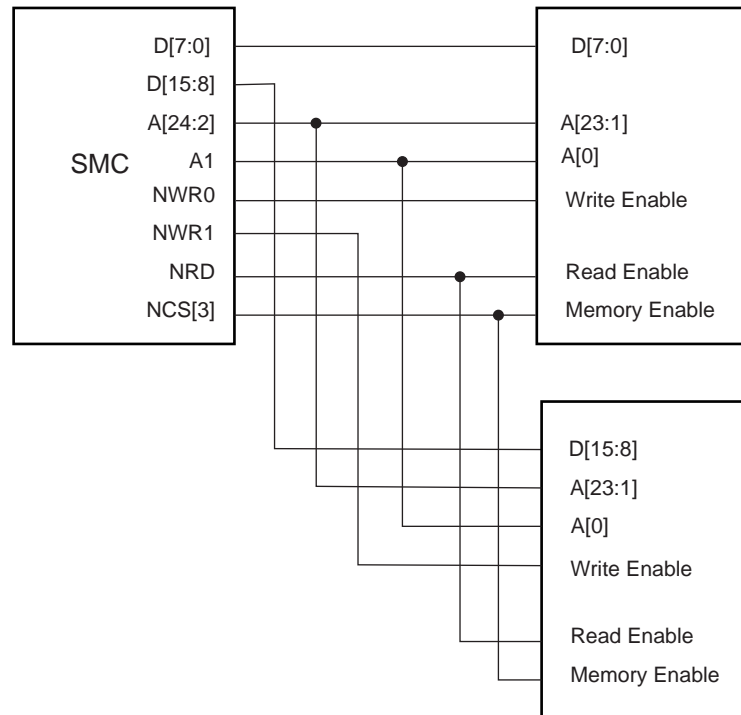 SMC
D[7:0]
D[15:8]
A[24:2]
A1
NWR0
NWR1
NRD
NCS[3]
D[7:0]
A[23:1]
A[0]
Write Enable
Read Enable
Memory Enable
D[15:8]
A[23:1]
A[0]
Write Enable
Read Enable
Memory Enable